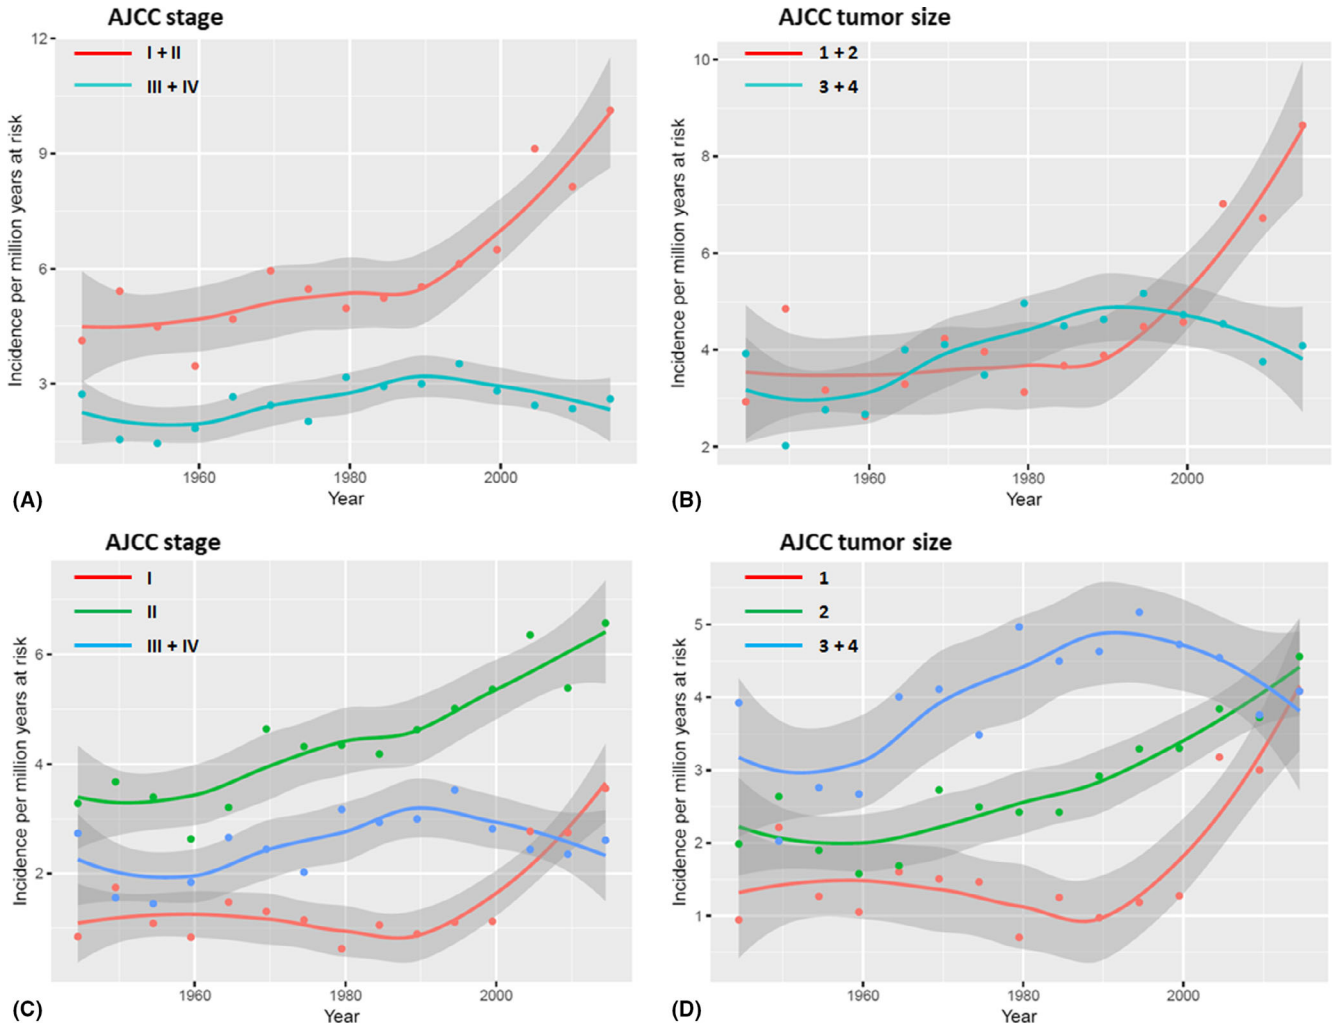 AJCC stage
I + II
III + IV
12
9
6
3
Incidence per million years at risk
1960
1980
2000
Year
(A)
AJCC tumor size
1 + 2
3 + 4
10
8
6
4
2
Incidence per million years at risk
1960
1980
2000
Year
(B)
AJCC stage
I
II
III + IV
6
4
2
Incidence per million years at risk
1960
1980
2000
Year
(C)
AJCC tumor size
1
2
3 + 4
5
4
3
2
1
Incidence per million years at risk
1960
1980
2000
Year
(D)